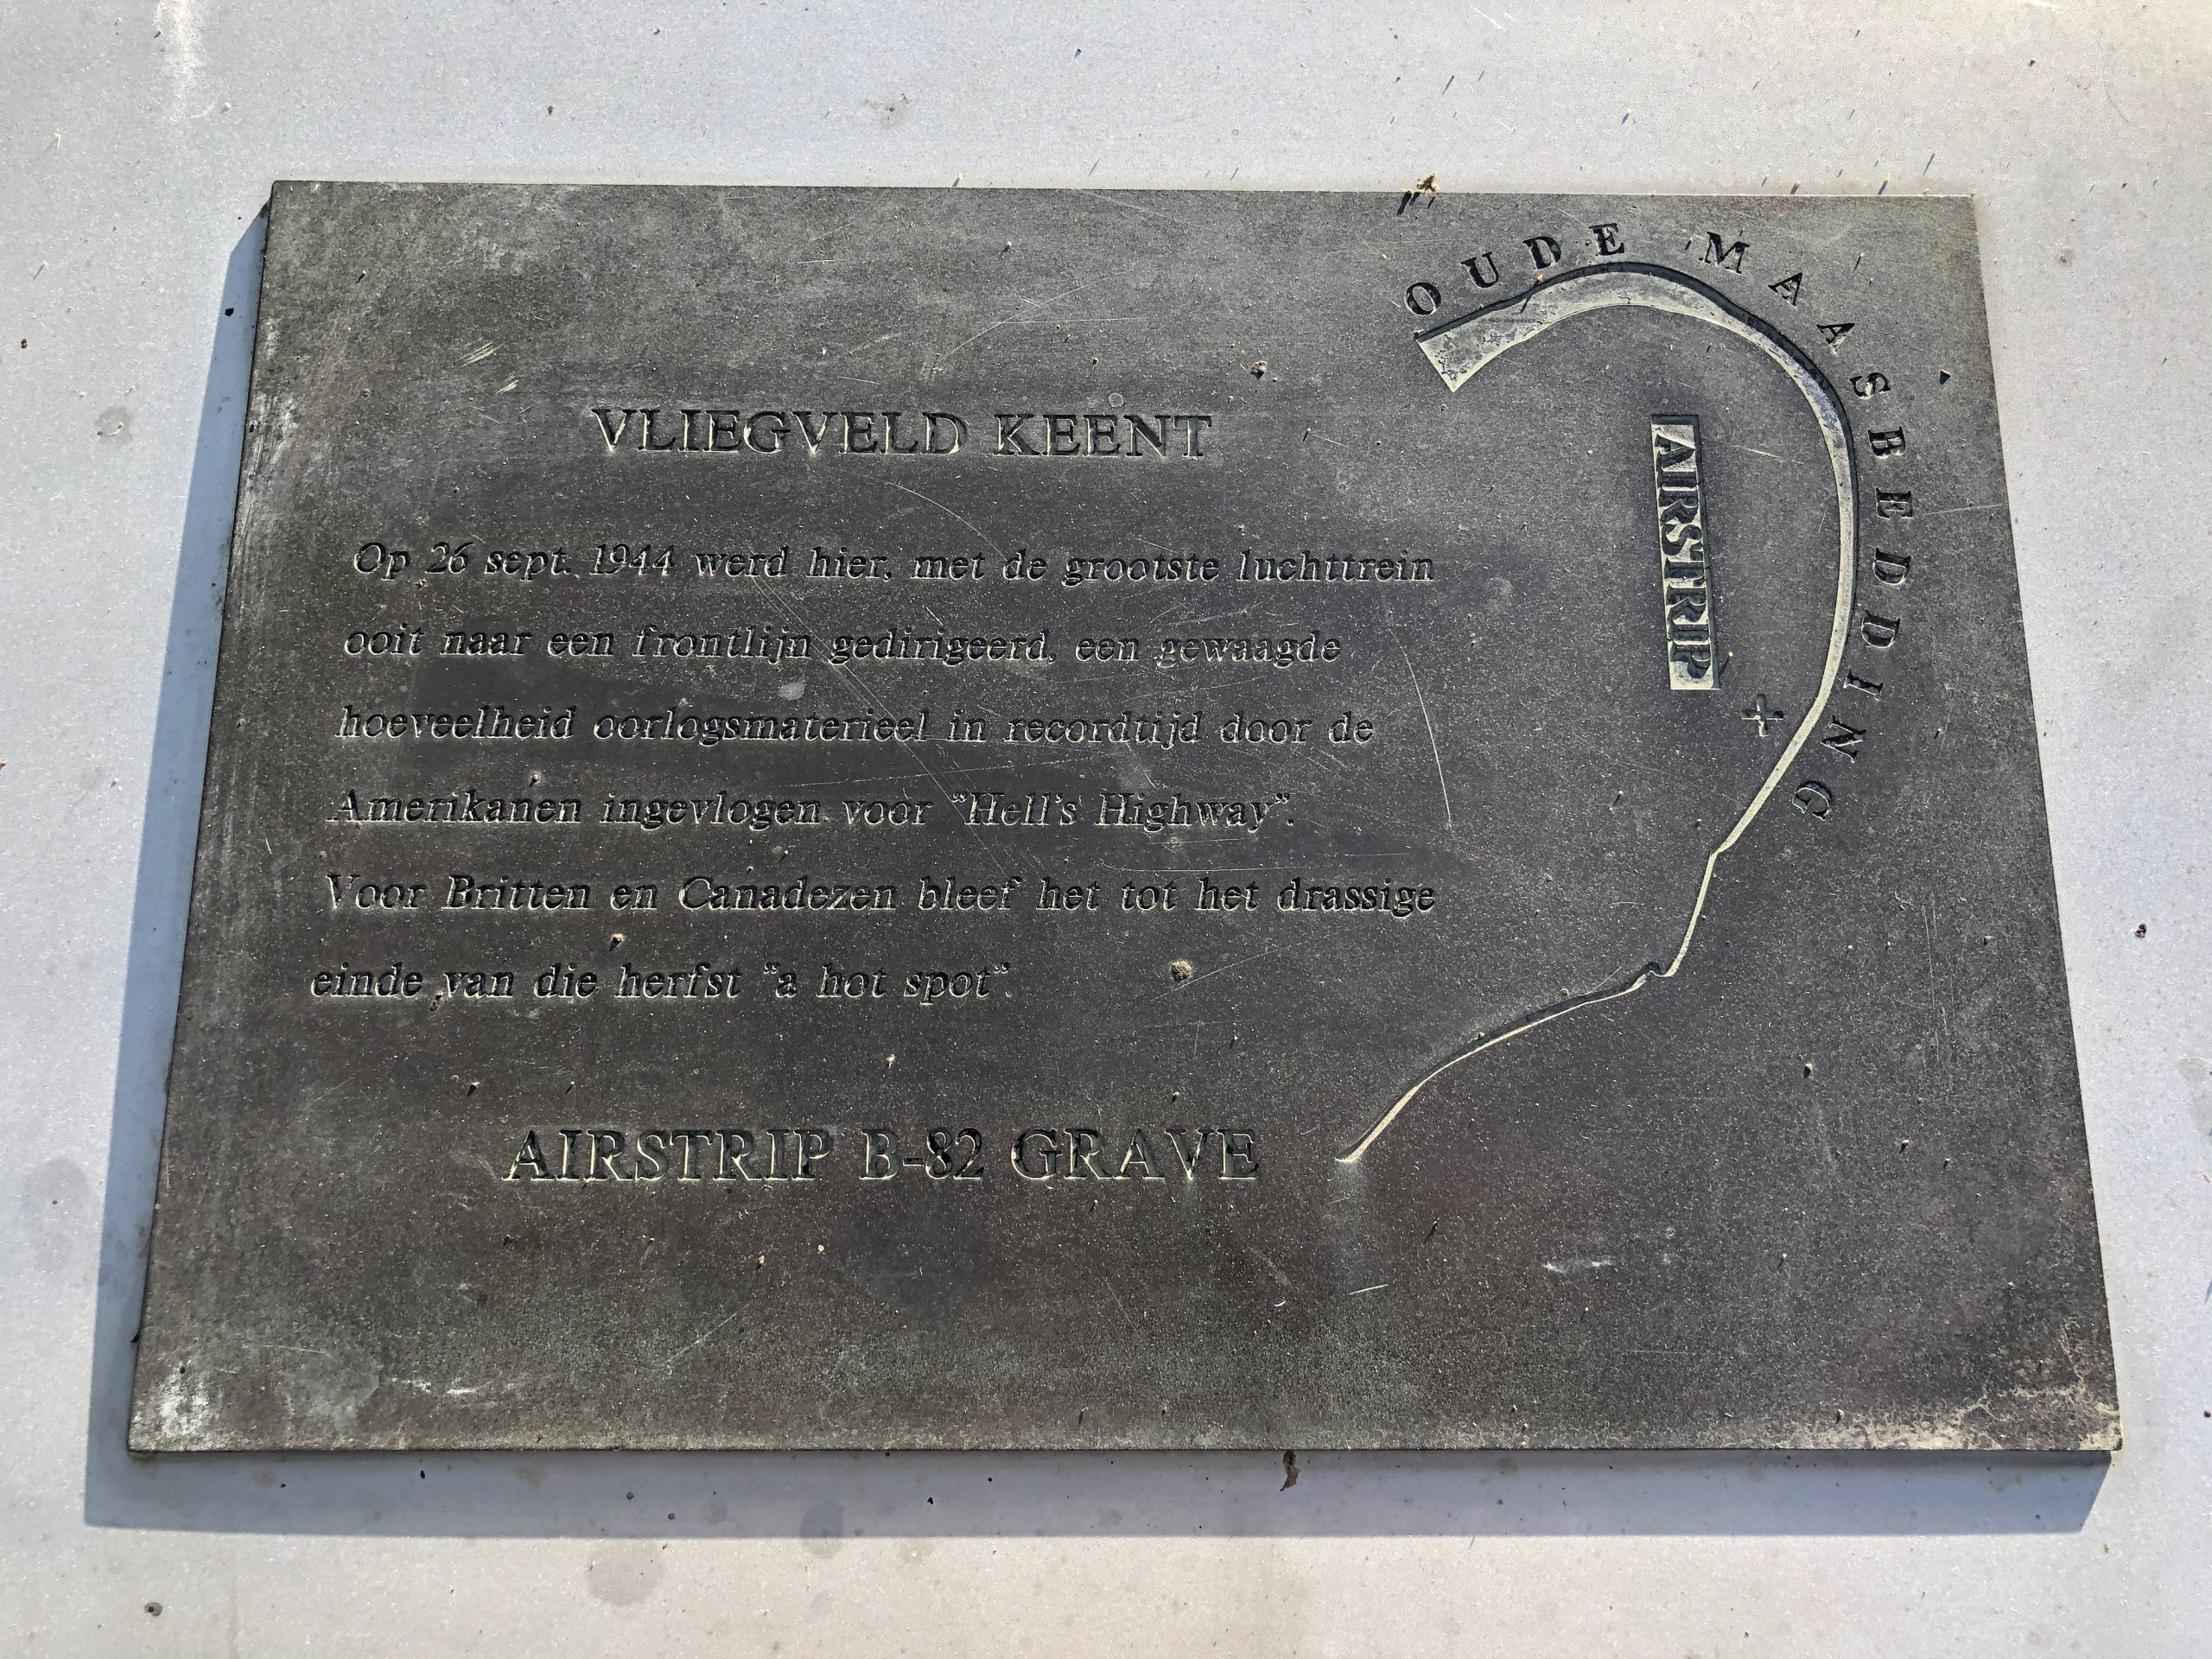 OUDE MAASBEDDING
VLIEGVELD KEENT
AIRSTRIP
Op 26 sept. 1944 werd hier, met de grootste luchttrein
ooit naar een frontlijn gedirigeerd, een gewaagde
hoeveelheid oorlogsmaterieel in recordtijd door de
Amerikanen ingevlogen voor "Hell's Highway".
Voor Britten en Canadezen bleef het tot het drassige
einde van die herfst "a hot spot".
AIRSTRIP B-82 GRAVE